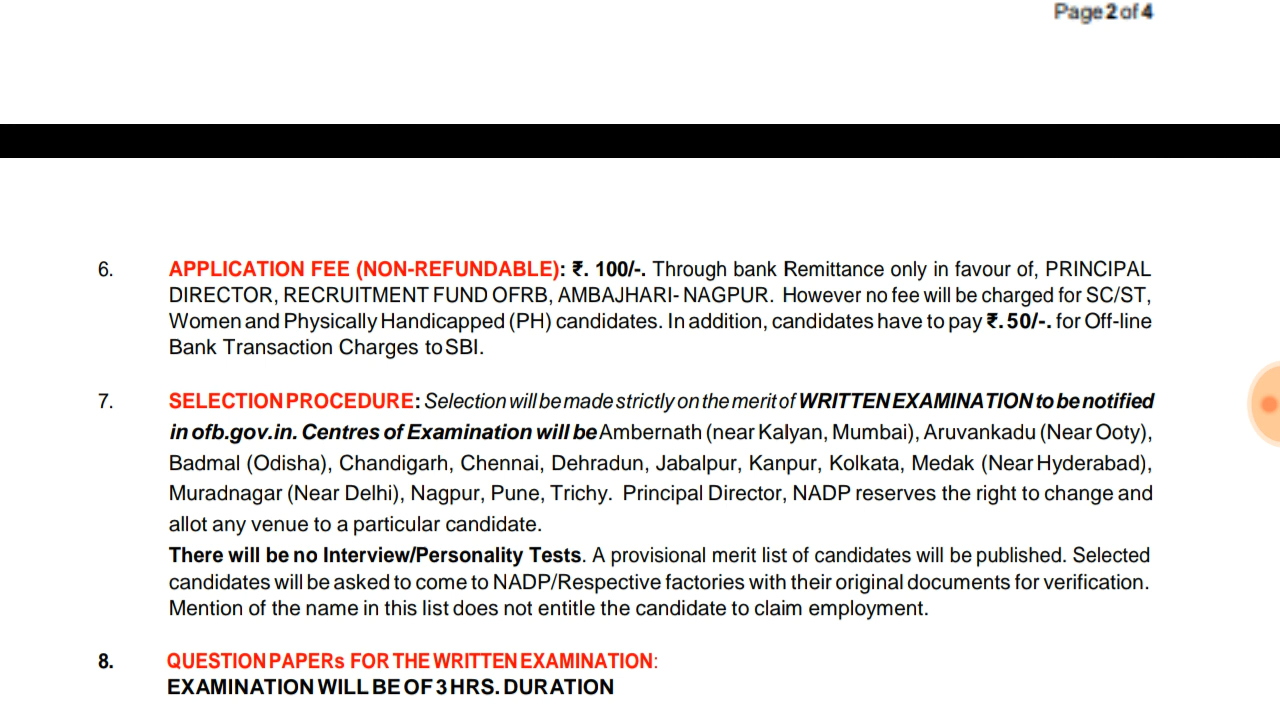 Page 2 of 4
6. APPLICATION FEE (NON-REFUNDABLE): ₹. 100/-. Through bank Remittance only in favour of, PRINCIPAL
DIRECTOR, RECRUITMENT FUND OFRB, AMBAJHARI- NAGPUR. However no fee will be charged for SC/ST,
Women and Physically Handicapped (PH) candidates. In addition, candidates have to pay ₹. 50/-. for Off-line
Bank Transaction Charges to SBI.
7. SELECTION PROCEDURE: Selection will be made strictly on the merit of WRITTEN EXAMINATION to be notified
in ofb.gov.in. Centres of Examination will be Ambernath (near Kalyan, Mumbai), Aruvankadu (Near Ooty),
Badmal (Odisha), Chandigarh, Chennai, Dehradun, Jabalpur, Kanpur, Kolkata, Medak (Near Hyderabad),
Muradnagar (Near Delhi), Nagpur, Pune, Trichy. Principal Director, NADP reserves the right to change and
allot any venue to a particular candidate.
There will be no Interview/Personality Tests. A provisional merit list of candidates will be published. Selected
candidates will be asked to come to NADP/Respective factories with their original documents for verification.
Mention of the name in this list does not entitle the candidate to claim employment.
8. QUESTION PAPERs FOR THE WRITTEN EXAMINATION:
EXAMINATION WILL BE OF 3 HRS. DURATION